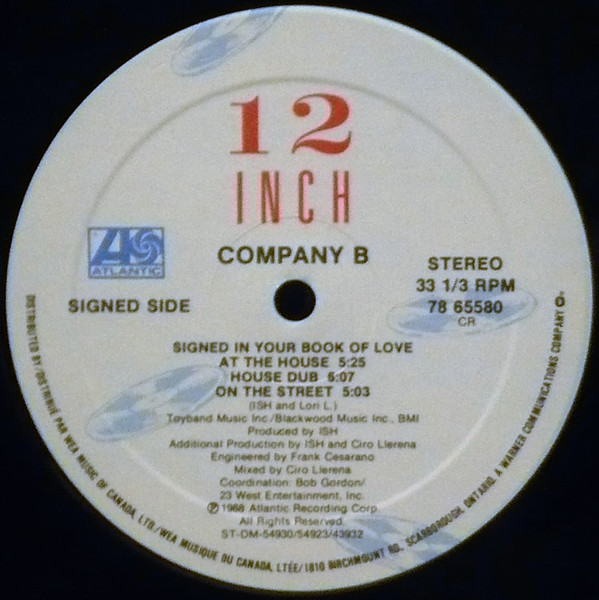 12
INCH
COMPANY B
ATLANTIC
SIGNED SIDE
STEREO
33 1/3 RPM
78 65580
CR
SIGNED IN YOUR BOOK OF LOVE
AT THE HOUSE 5:25
HOUSE DUB 6:07
ON THE STREET 5:03
(ISH and Lori L.)
Toyband Music Inc./Blackwood Music Inc., BMI
Produced by ISH
Additional Production by ISH and Ciro Llerena
Engineered by Frank Cesarano
Mixed by Ciro Llerena
Coordination: Bob Gordon/
23 West Entertainment, Inc.
℗ 1988 Atlantic Recording Corp.
All Rights Reserved.
ST-DM-54930/54923/43932
DISTRIBUTED BY/DISTRIBUÉ PAR WEA MUSIC OF CANADA, LTD./WEA MUSIQUE DU CANADA, LTÉE/1810 BIRCHMOUNT RD., SCARBOROUGH, ONTARIO, A WARNER COMMUNICATIONS COMPANY